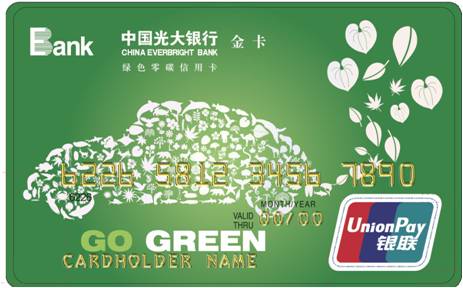 Bank
中国光大银行 金卡
CHINA EVERBRIGHT BANK
绿色零碳信用卡
6226 5812 3456 7890
6226
MONTH/YEAR
VALID THRU 00/00
GO GREEN
CARDHOLDER NAME
UnionPay
银联